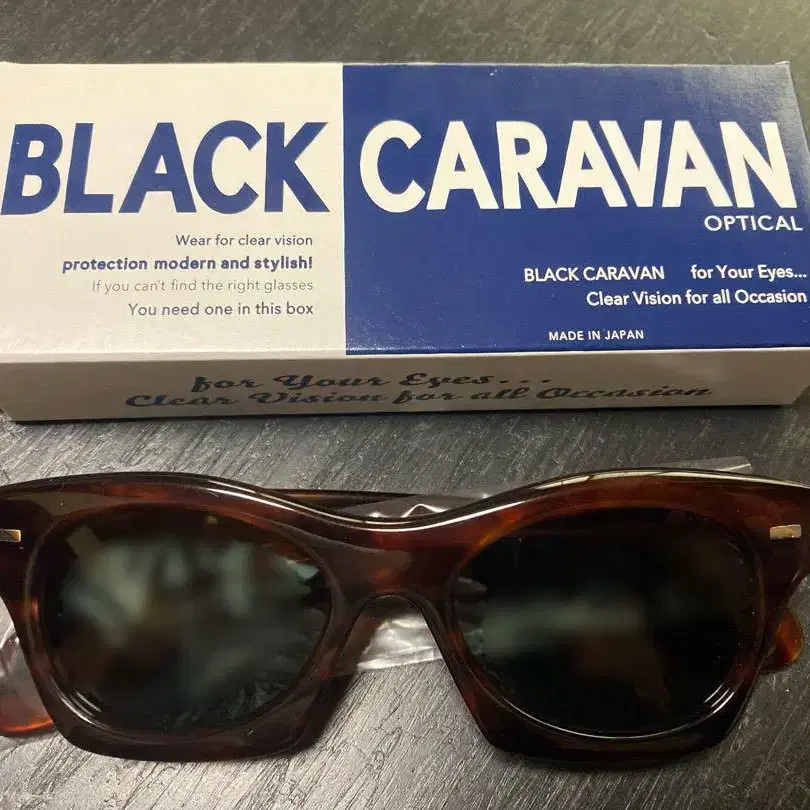 BLACK CARAVAN
OPTICAL
Wear for clear vision
protection modern and stylish!
If you can't find the right glasses
You need one in this box
BLACK CARAVAN for Your Eyes...
Clear Vision for all Occasion
MADE IN JAPAN
for Your Eyes...
Clear Vision for all Occasion